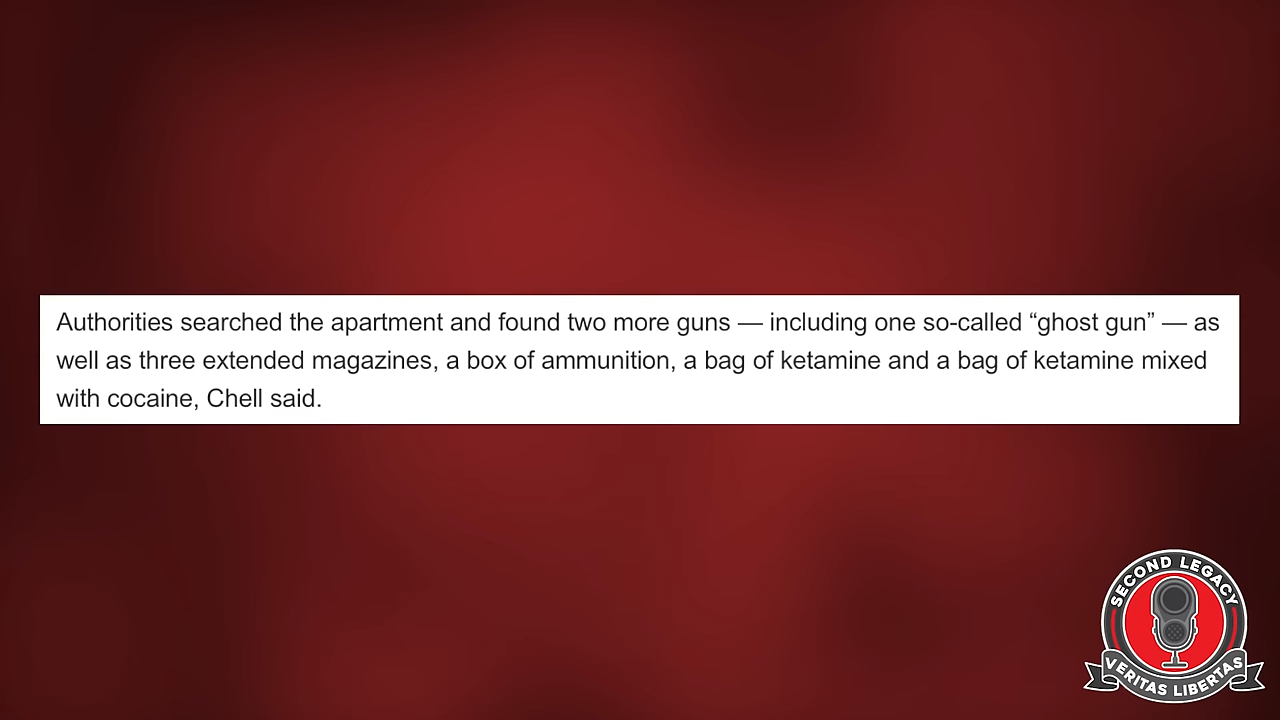 Authorities searched the apartment and found two more guns — including one so-called “ghost gun” — as
well as three extended magazines, a box of ammunition, a bag of ketamine and a bag of ketamine mixed
with cocaine, Chell said.
SECOND LEGACY
VERITAS LIBERTAS